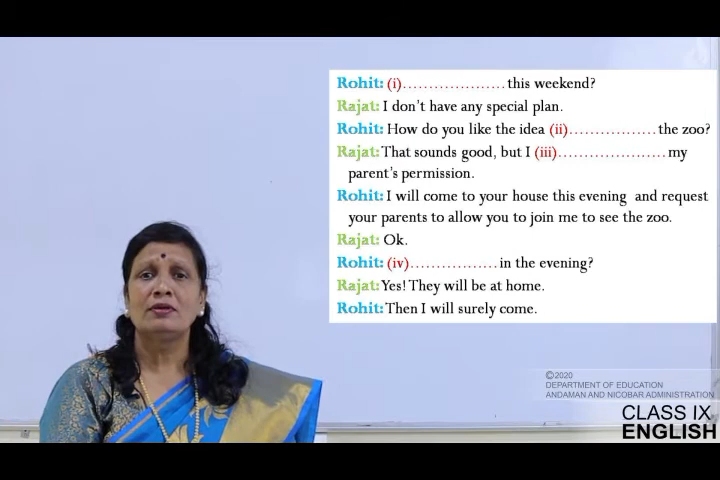 Rohit: (i)................... this weekend?
Rajat: I don't have any special plan.
Rohit: How do you like the idea (ii)................ the zoo?
Rajat: That sounds good, but I (iii).................... my
parent's permission.
Rohit: I will come to your house this evening and request
your parents to allow you to join me to see the zoo.
Rajat: Ok.
Rohit: (iv)................ in the evening?
Rajat: Yes! They will be at home.
Rohit: Then I will surely come.
©2020
DEPARTMENT OF EDUCATION
ANDAMAN AND NICOBAR ADMINISTRATION
CLASS IX
ENGLISH